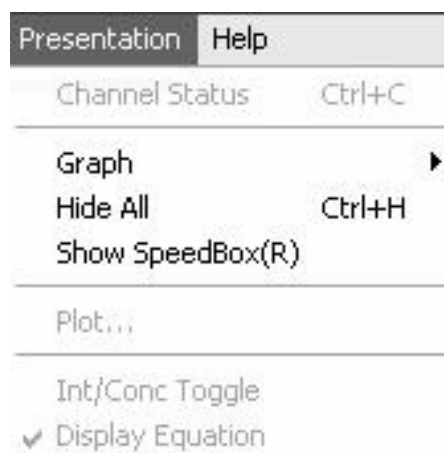 Presentation Help
Channel Status Ctrl+C
Graph
Hide All Ctrl+H
Show SpeedBox(R)
Plot...
Int/Conc Toggle
Display Equation